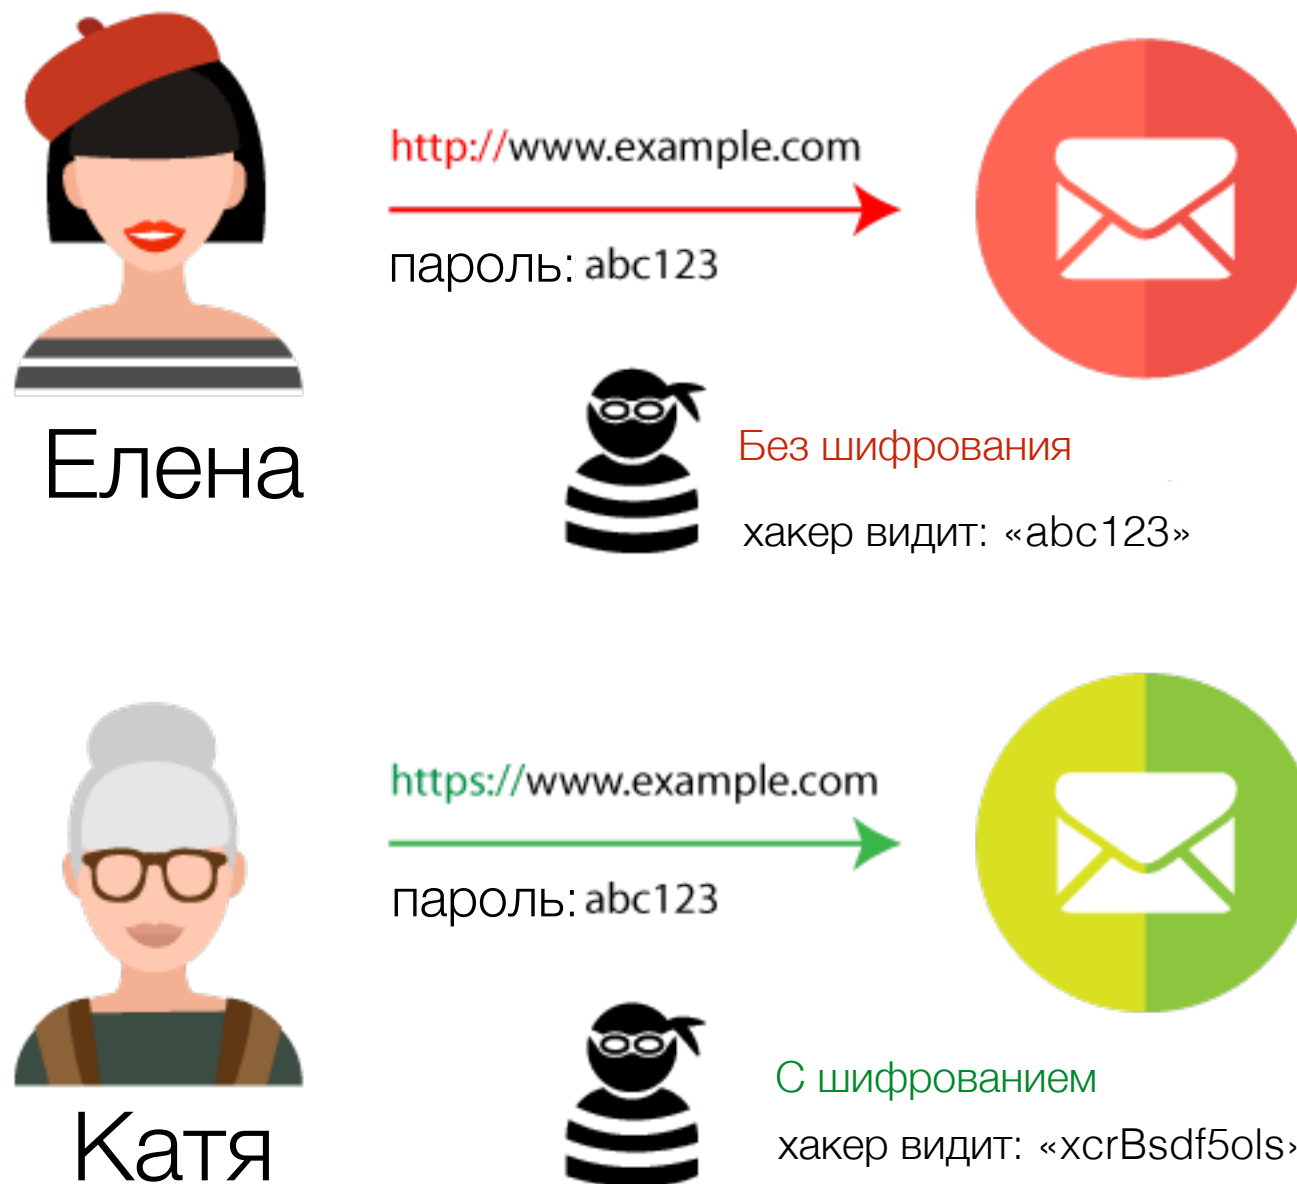 http://www.example.com
пароль: abc123
Елена
Без шифрования
хакер видит: «abc123»
https://www.example.com
пароль: abc123
С шифрованием
хакер видит: «xcrBsdf5ols»
Катя